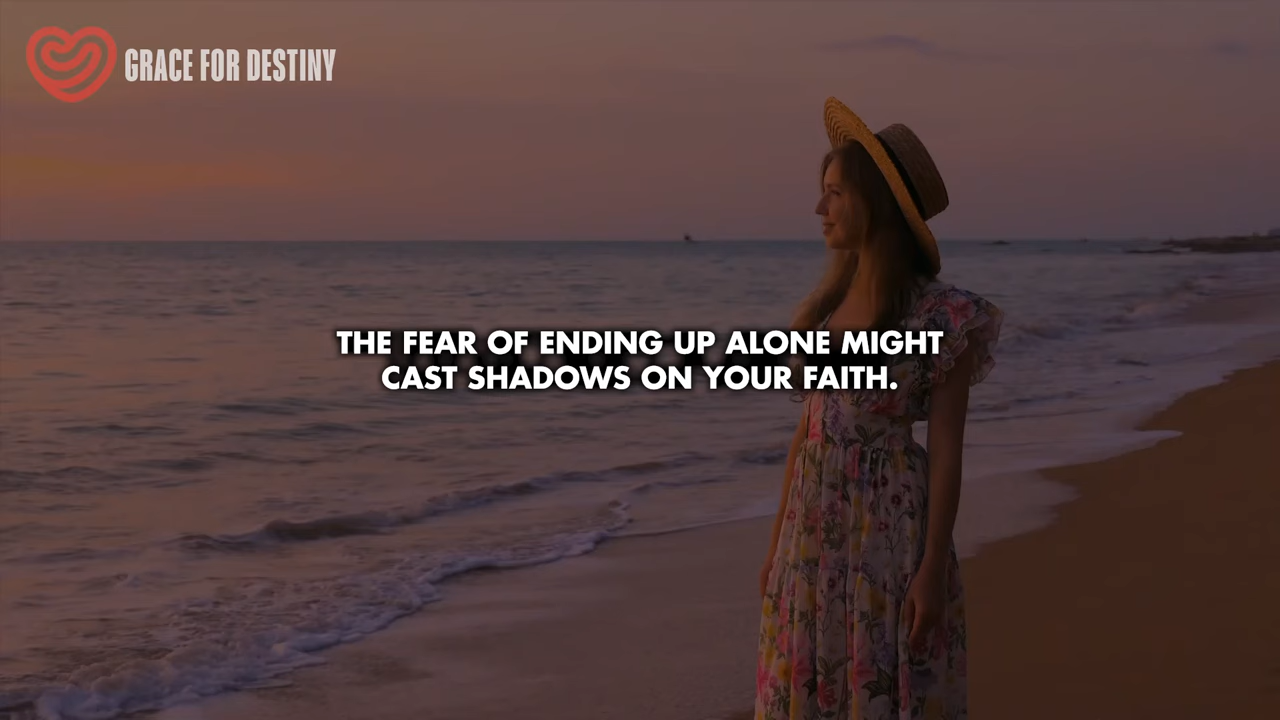 GRACE FOR DESTINY
THE FEAR OF ENDING UP ALONE MIGHT
CAST SHADOWS ON YOUR FAITH.